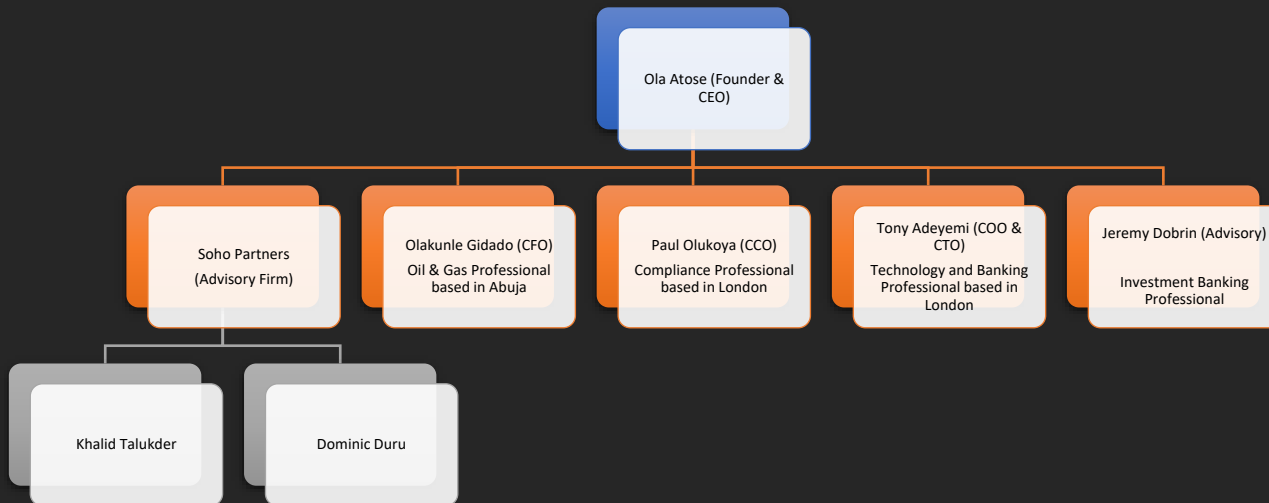 Ola Atose (Founder &
CEO)
Soho Partners
(Advisory Firm)
Olakunle Gidado (CFO)
Oil & Gas Professional
based in Abuja
Paul Olukoya (CCO)
Compliance Professional
based in London
Tony Adeyemi (COO &
CTO)
Technology and Banking
Professional based in
London
Jeremy Dobrin (Advisory)
Investment Banking
Professional
Khalid Talukder
Dominic Duru